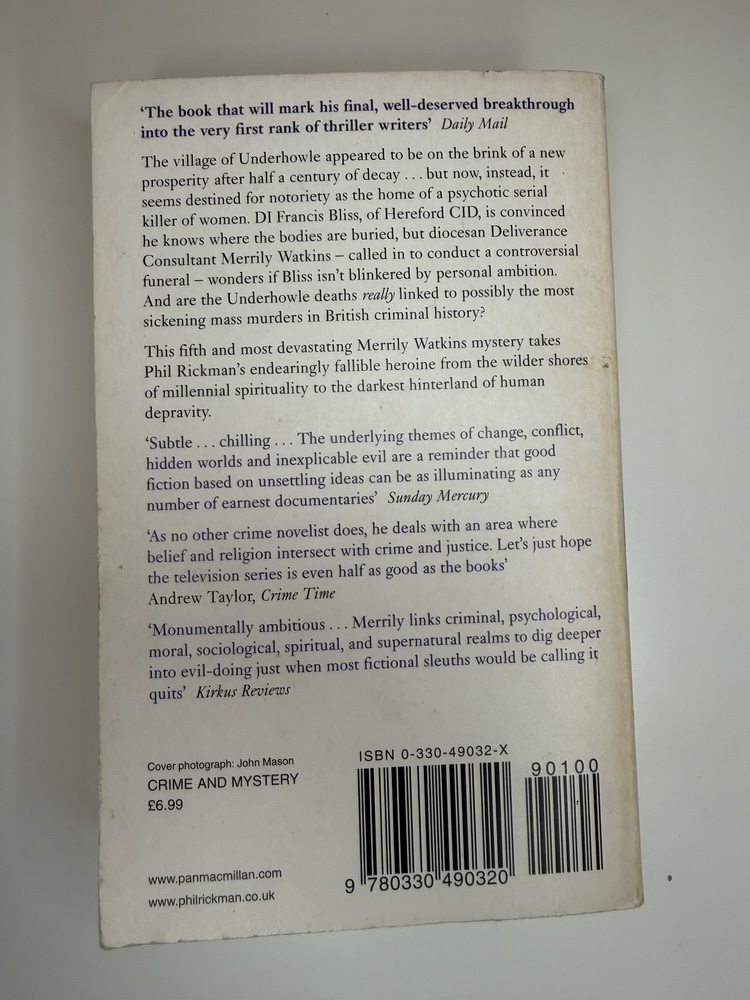 ‘The book that will mark his final, well-deserved breakthrough
into the very first rank of thriller writers’ Daily Mail
The village of Underhowle appeared to be on the brink of a new
prosperity after half a century of decay . . . but now, instead, it
seems destined for notoriety as the home of a psychotic serial
killer of women. DI Francis Bliss, of Hereford CID, is convinced
he knows where the bodies are buried, but diocesan Deliverance
Consultant Merrily Watkins – called in to conduct a controversial
funeral – wonders if Bliss isn’t blinkered by personal ambition.
And are the Underhowle deaths really linked to possibly the most
sickening mass murders in British criminal history?
This fifth and most devastating Merrily Watkins mystery takes
Phil Rickman’s endearingly fallible heroine from the wilder shores
of millennial spirituality to the darkest hinterland of human
depravity.
‘Subtle . . . chilling . . . The underlying themes of change, conflict,
hidden worlds and inexplicable evil are a reminder that good
fiction based on unsettling ideas can be as illuminating as any
number of earnest documentaries’ Sunday Mercury
‘As no other crime novelist does, he deals with an area where
belief and religion intersect with crime and justice. Let’s just hope
the television series is even half as good as the books’
Andrew Taylor, Crime Time
‘Monumentally ambitious . . . Merrily links criminal, psychological,
moral, sociological, spiritual, and supernatural realms to dig deeper
into evil-doing just when most fictional sleuths would be calling it
quits’ Kirkus Reviews
Cover photograph: John Mason
CRIME AND MYSTERY
£6.99
www.panmacmillan.com
www.philrickman.co.uk
ISBN 0-330-49032-X
90100
9 780330 490320